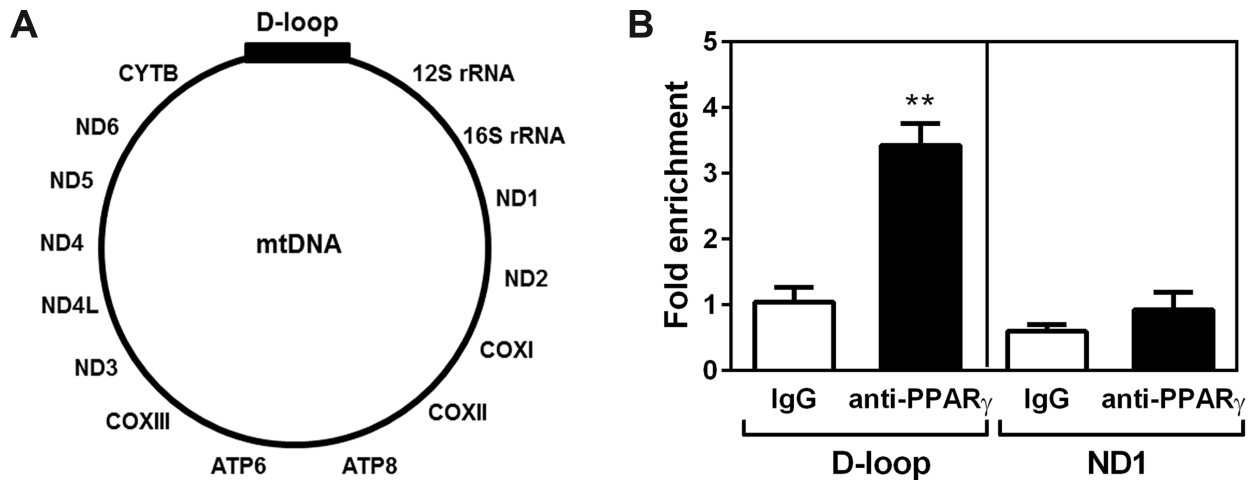 A
D-loop
CYTB
12S rRNA
ND6
16S rRNA
ND5
ND1
ND4
mtDNA
ND2
ND4L
COXI
ND3
COXII
COXIII
ATP6
ATP8
B
Fold enrichment
5
4
3
2
1
0
**
IgG
anti-PPARγ
IgG
anti-PPARγ
D-loop
ND1